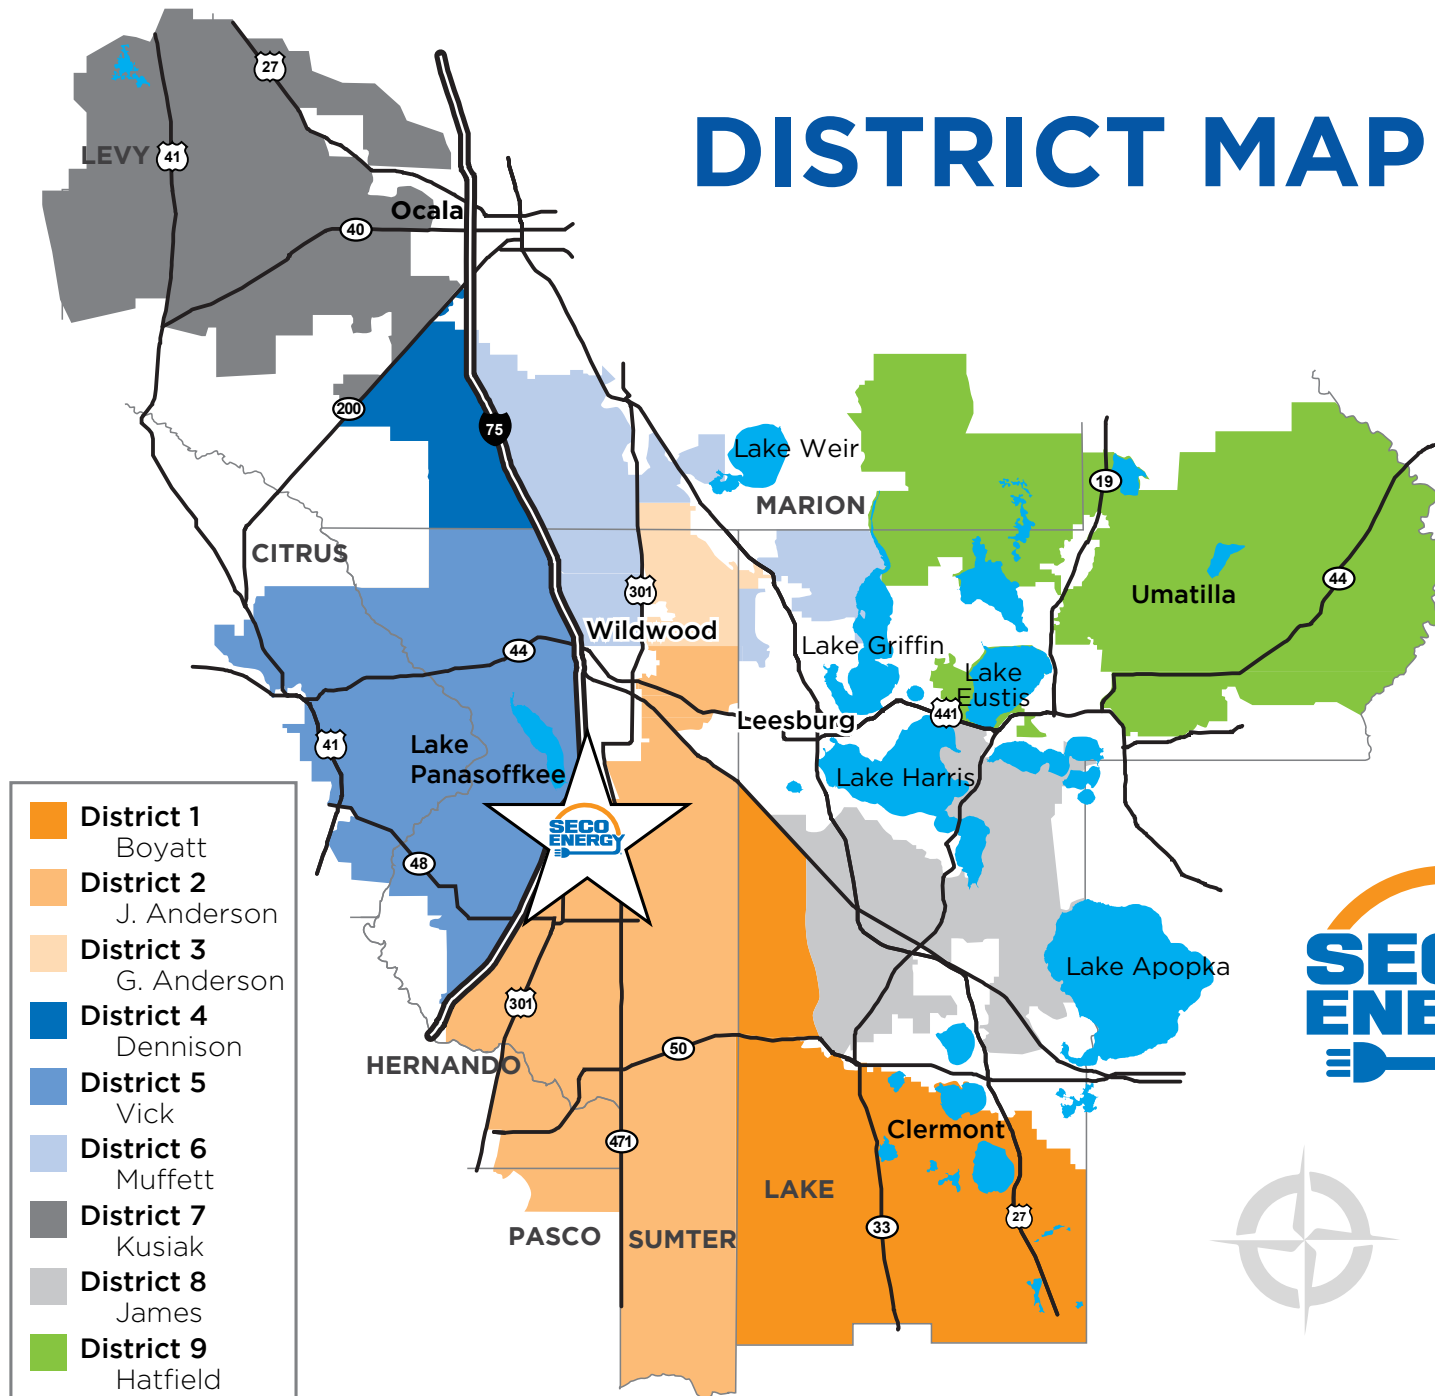 DISTRICT MAP
27
LEVY
41
Ocala
40
200
75
Lake Weir
MARION
19
CITRUS
301
44
Umatilla
Wildwood
44
Lake Griffin
Lake
Eustis
441
Leesburg
41
Lake
Panasoffkee
Lake Harris
SECO
ENERGY
48
Lake Apopka
301
50
HERNANDO
471
Clermont
LAKE
33
27
PASCO
SUMTER
District 1
Boyatt
District 2
J. Anderson
District 3
G. Anderson
District 4
Dennison
District 5
Vick
District 6
Muffett
District 7
Kusiak
District 8
James
District 9
Hatfield